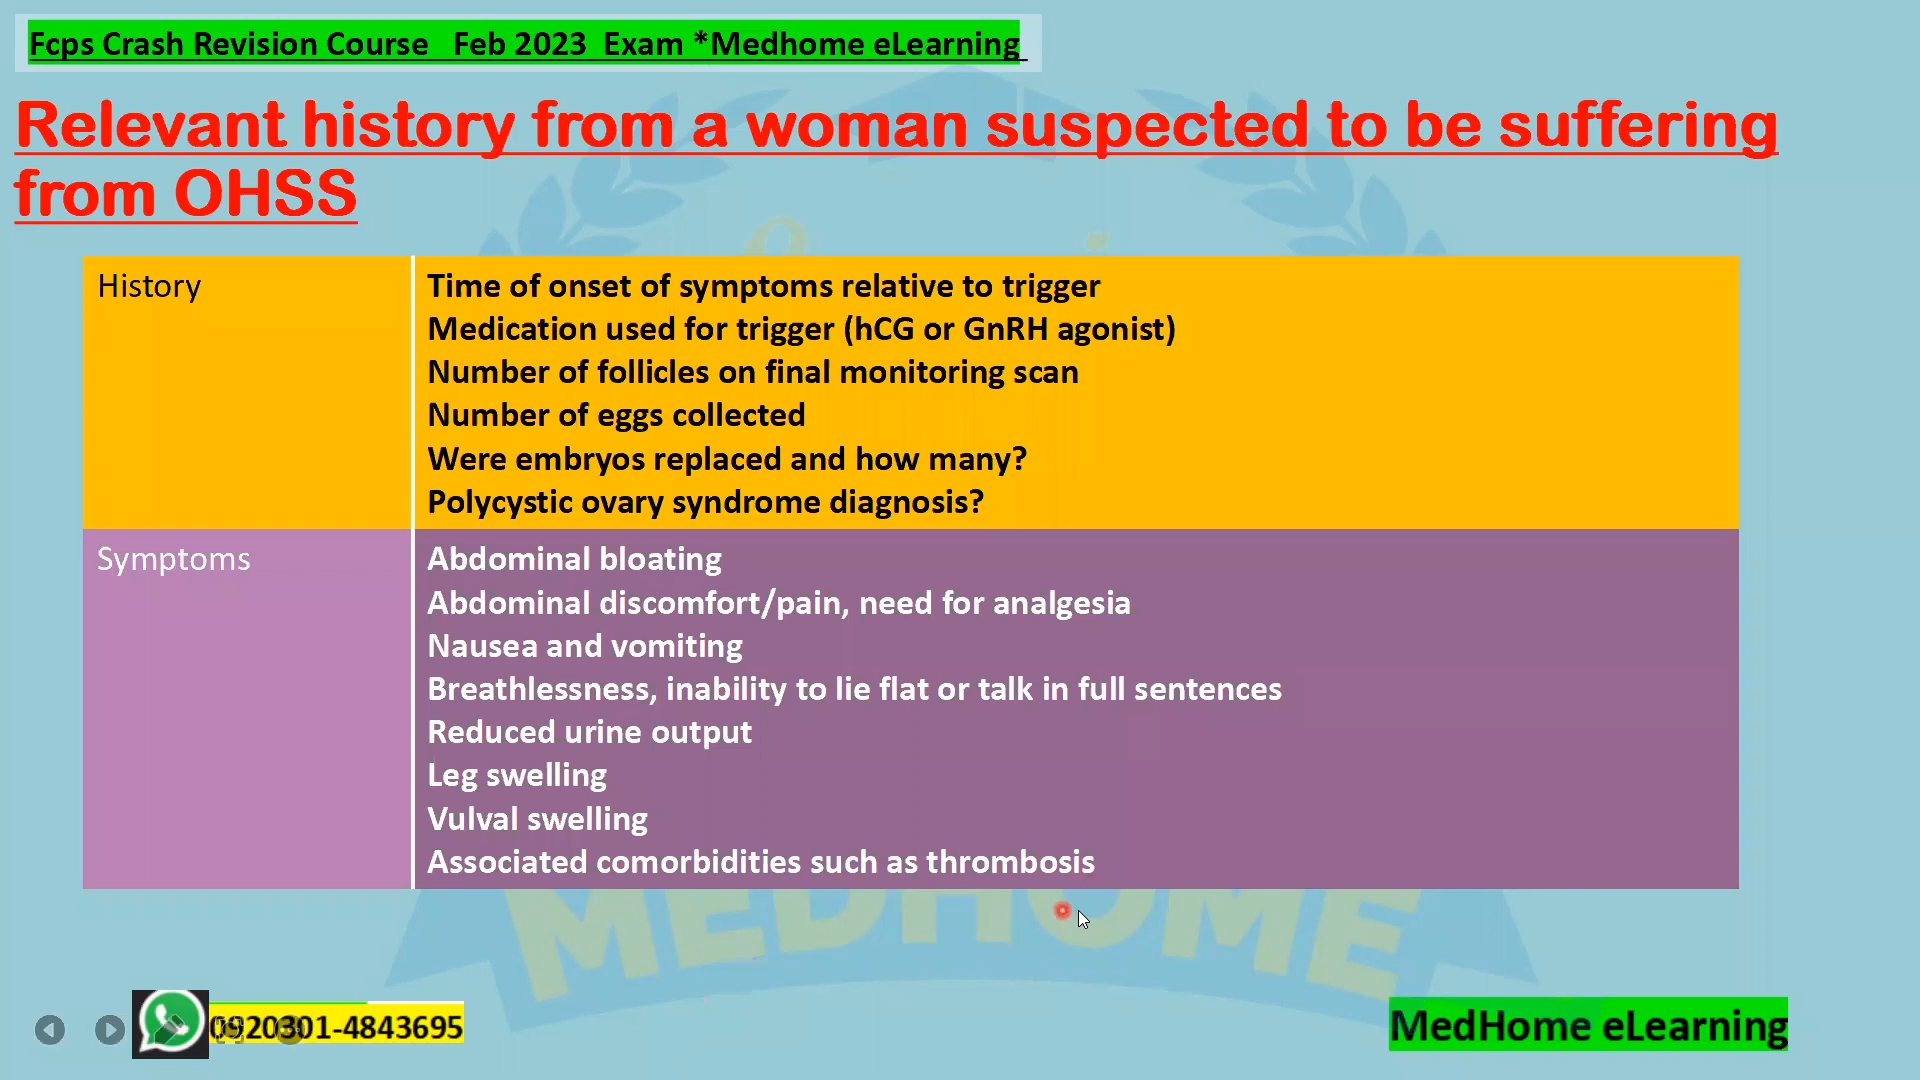 Fcps Crash Revision Course Feb 2023 Exam *Medhome eLearning
Relevant history from a woman suspected to be suffering
from OHSS
History
Time of onset of symptoms relative to trigger
Medication used for trigger (hCG or GnRH agonist)
Number of follicles on final monitoring scan
Number of eggs collected
Were embryos replaced and how many?
Polycystic ovary syndrome diagnosis?
Symptoms
Abdominal bloating
Abdominal discomfort/pain, need for analgesia
Nausea and vomiting
Breathlessness, inability to lie flat or talk in full sentences
Reduced urine output
Leg swelling
Vulval swelling
Associated comorbidities such as thrombosis
MEDHOME
0920301-4843695
MedHome eLearning